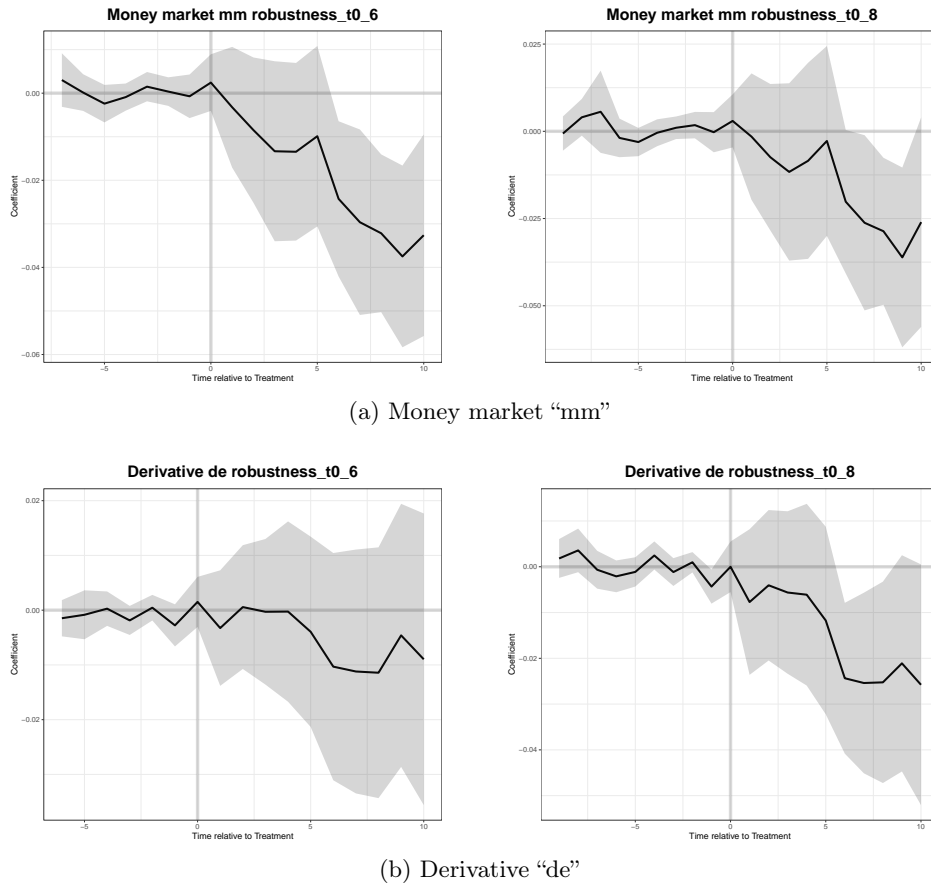 Money market mm robustness_t0_6
Money market mm robustness_t0_8
0.00
−0.02
−0.04
−0.06
Coefficient
−5
0
5
10
Time relative to Treatment
0.025
0.000
−0.025
−0.050
Coefficient
−5
0
5
10
Time relative to Treatment
(a) Money market “mm”
Derivative de robustness_t0_6
Derivative de robustness_t0_8
0.02
0.00
−0.02
Coefficient
−5
0
5
10
Time relative to Treatment
0.00
−0.02
−0.04
Coefficient
−5
0
5
10
Time relative to Treatment
(b) Derivative “de”